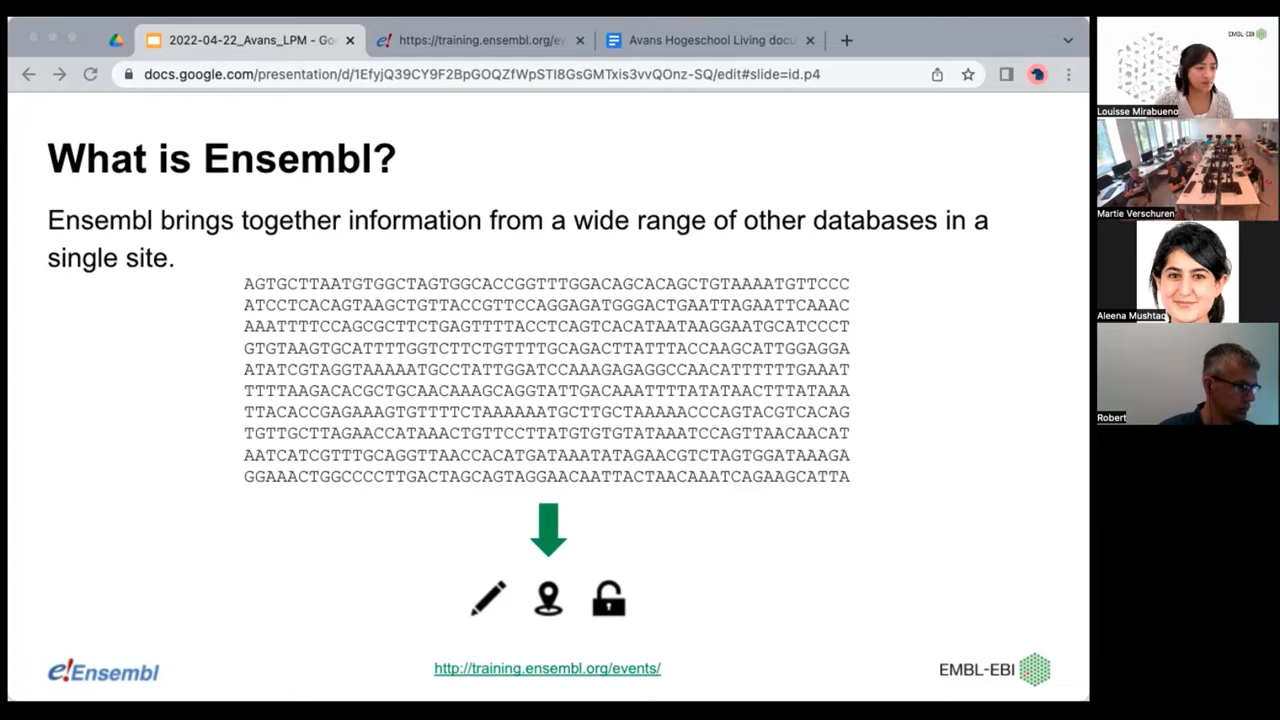 2022-04-22_Avans_LPM - Go
https://training.ensembl.org/ev
Avans Hogeschool Living docu
docs.google.com/presentation/d/1EfyjQ39CY9F2BpGOQZfWpSTI8GsGMTxis3vvQOnz-SQ/edit#slide=id.p4
What is Ensembl?
Ensembl brings together information from a wide range of other databases in a
single site.
AGTGCTTAATGTGGCTAGTGGCACCGGTTTGGACAGCACAGCTGTAAAATGTTCCC
ATCCTCACAGTAAGCTGTTACCGTTCCAGGAGATGGGACTGAATTAGAATTCAAAC
AAATTTTCCAGCGCTTCTGAGTTTTACCTCAGTCACATAATAAGGAATGCATCCCT
GTGTAAGTGCATTTTGGTCTTCTGTTTTGCAGACTTATTTACCAAGCATTGGAGGA
ATATCGTAGGTAAAAATGCCTATTGGATCCAAAGAGAGGCCAACATTTTTTGAAAT
TTTTAAGACACGCTGCAACAAAGCAGGTATTGACAAATTTTATATAACTTTATAAA
TTACACCGAGAAAGTGTTTTCTAAAAAATGCTTGCTAAAAACCCAGTACGTCACAG
TGTTGCTTAGAACCATAAACTGTTCCTTATGTGTGTATAAATCCAGTTAACAACAT
AATCATCGTTTGCAGGTTAACCACATGATAAATATAGAACGTCTAGTGGATAAAGA
GGAAACTGGCCCCTTGACTAGCAGTAGGAACAATTACTAACAAATCAGAAGCATTA
e!Ensembl
http://training.ensembl.org/events/
EMBL-EBI
EMBL-EBI
Louisse Mirabueno
Martie Verschuren
Aleena Mushtaq
Robert